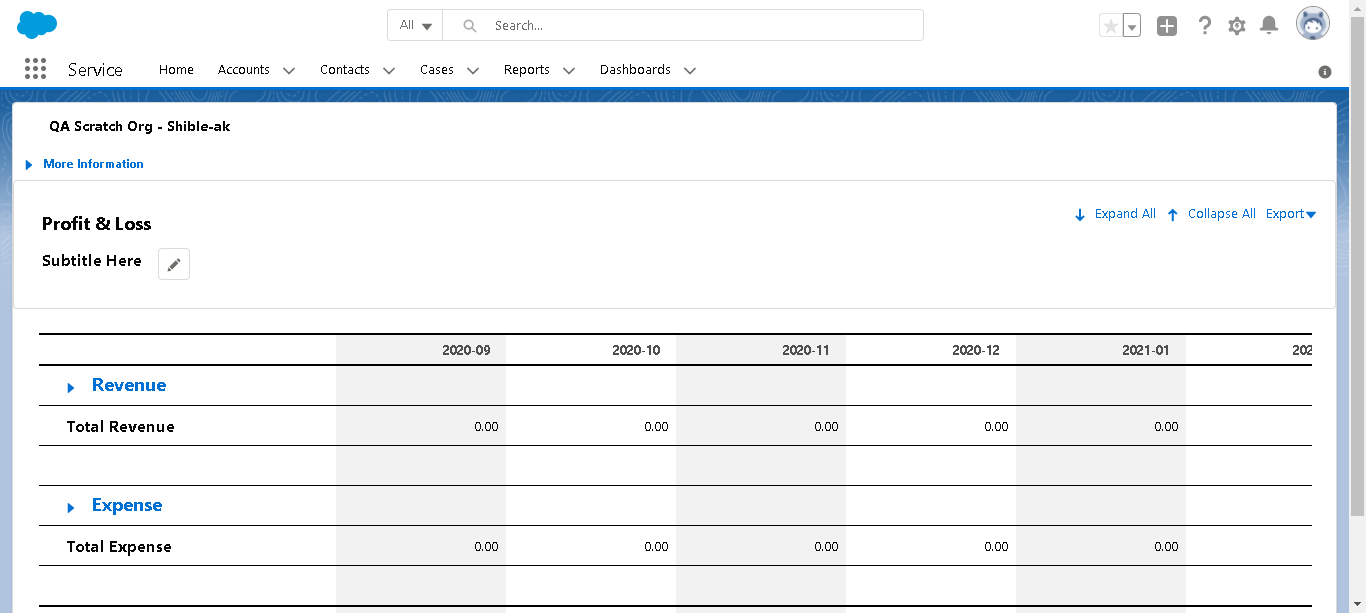 All Search...
Service Home Accounts Contacts Cases Reports Dashboards
QA Scratch Org - Shible-ak
More Information
Profit & Loss
Expand All Collapse All Export
Subtitle Here
2020-09 2020-10 2020-11 2020-12 2021-01 202
Revenue
Total Revenue 0.00 0.00 0.00 0.00 0.00
Expense
Total Expense 0.00 0.00 0.00 0.00 0.00